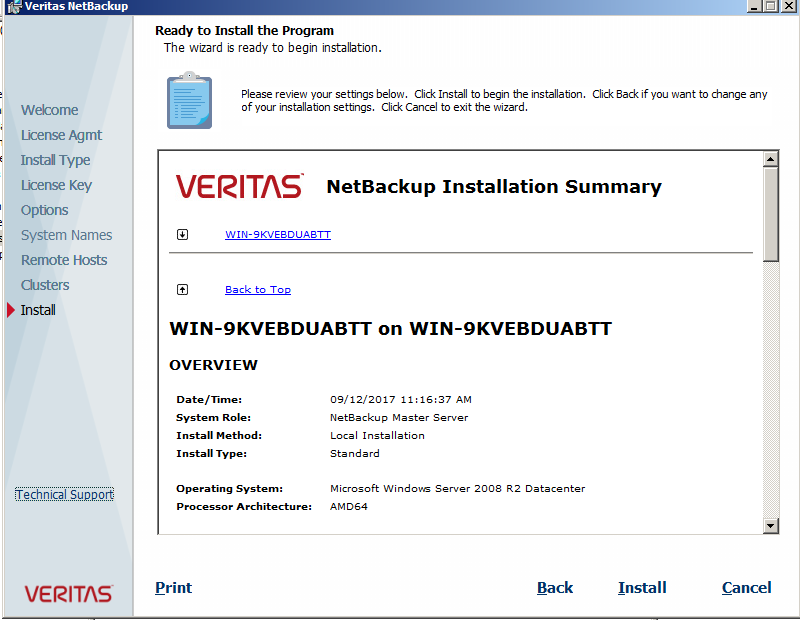 Veritas NetBackup
Ready to Install the Program
The wizard is ready to begin installation.
Please review your settings below. Click Install to begin the installation. Click Back if you want to change any
of your installation settings. Click Cancel to exit the wizard.
Welcome
License Agmt
Install Type
License Key
Options
System Names
Remote Hosts
Clusters
Install
Technical Support
VERITAS
VERITAS™ NetBackup Installation Summary
WIN-9KVEBDUABTT
Back to Top
WIN-9KVEBDUABTT on WIN-9KVEBDUABTT
OVERVIEW
Date/Time: 09/12/2017 11:16:37 AM
System Role: NetBackup Master Server
Install Method: Local Installation
Install Type: Standard
Operating System: Microsoft Windows Server 2008 R2 Datacenter
Processor Architecture: AMD64
Print Back Install Cancel